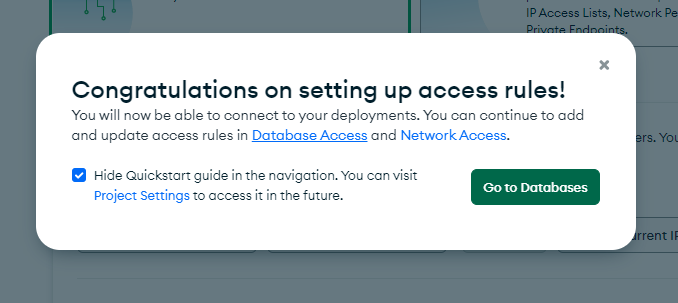 IP Access Lists, Network Pe
Private Endpoints.
Congratulations on setting up access rules!
You will now be able to connect to your deployments. You can continue to add
and update access rules in Database Access and Network Access.
ers. You
Hide Quickstart guide in the navigation. You can visit
Project Settings to access it in the future.
Go to Databases
urrent IP